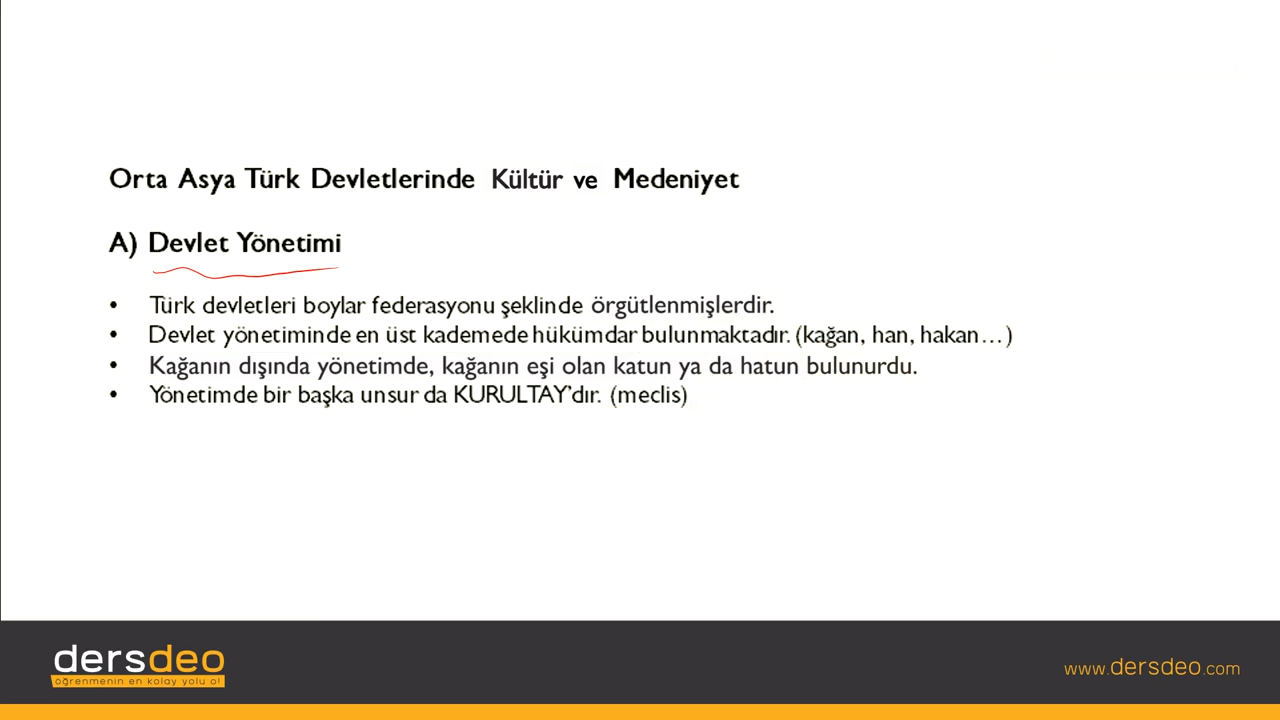 Orta Asya Türk Devletlerinde Kültür ve Medeniyet
A) Devlet Yönetimi
• Türk devletleri boylar federasyonu şeklinde örgütlenmişlerdir.
• Devlet yönetiminde en üst kademede hükümdar bulunmaktadır. (kağan, han, hakan...)
• Kağanın dışında yönetimde, kağanın eşi olan katun ya da hatun bulunurdu.
• Yönetimde bir başka unsur da KURULTAY'dır. (meclis)
dersdeo
öğrenmenin en kolay yolu o!
www.dersdeo.com